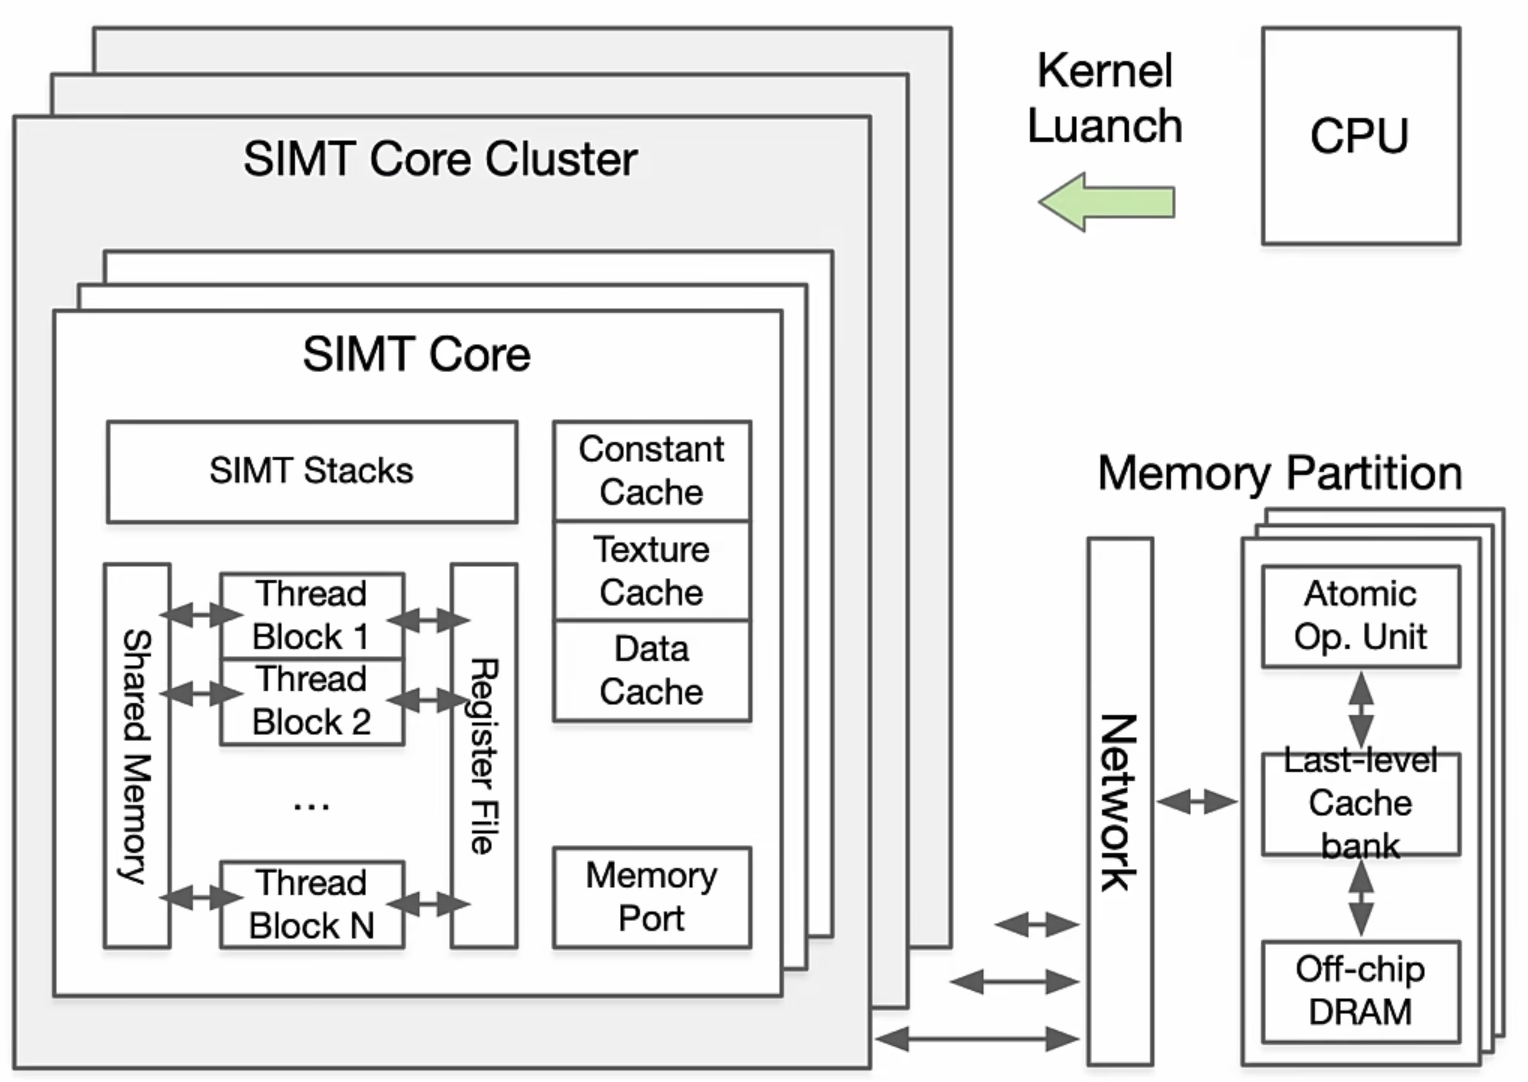 Kernel
Luanch
CPU
SIMT Core Cluster
SIMT Core
SIMT Stacks
Constant
Cache
Texture
Cache
Data
Cache
Shared Memory
Thread
Block 1
Thread
Block 2
...
Thread
Block N
Register File
Memory
Port
Memory Partition
Network
Atomic
Op. Unit
Last-level
Cache
bank
Off-chip
DRAM